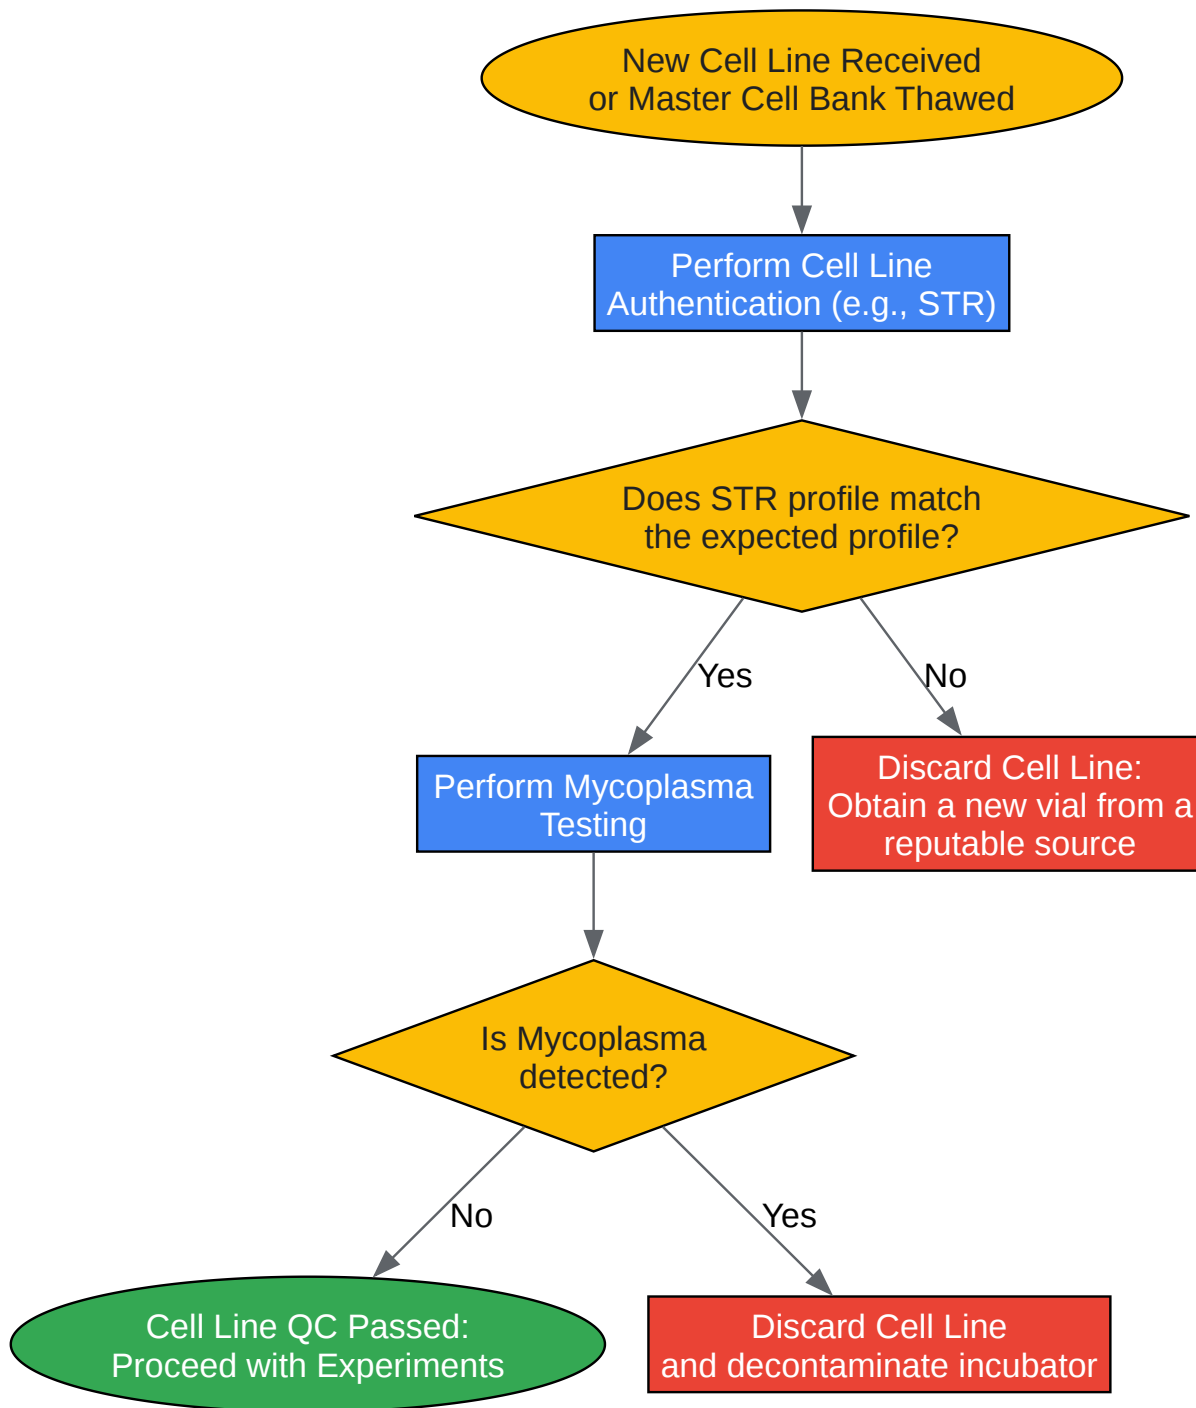 New Cell Line Received
or Master Cell Bank Thawed
Perform Cell Line
Authentication (e.g., STR)
Does STR profile match
the expected profile?
Yes
No
Perform Mycoplasma
Testing
Discard Cell Line:
Obtain a new vial from a
reputable source
Is Mycoplasma
detected?
No
Yes
Cell Line QC Passed:
Proceed with Experiments
Discard Cell Line
and decontaminate incubator